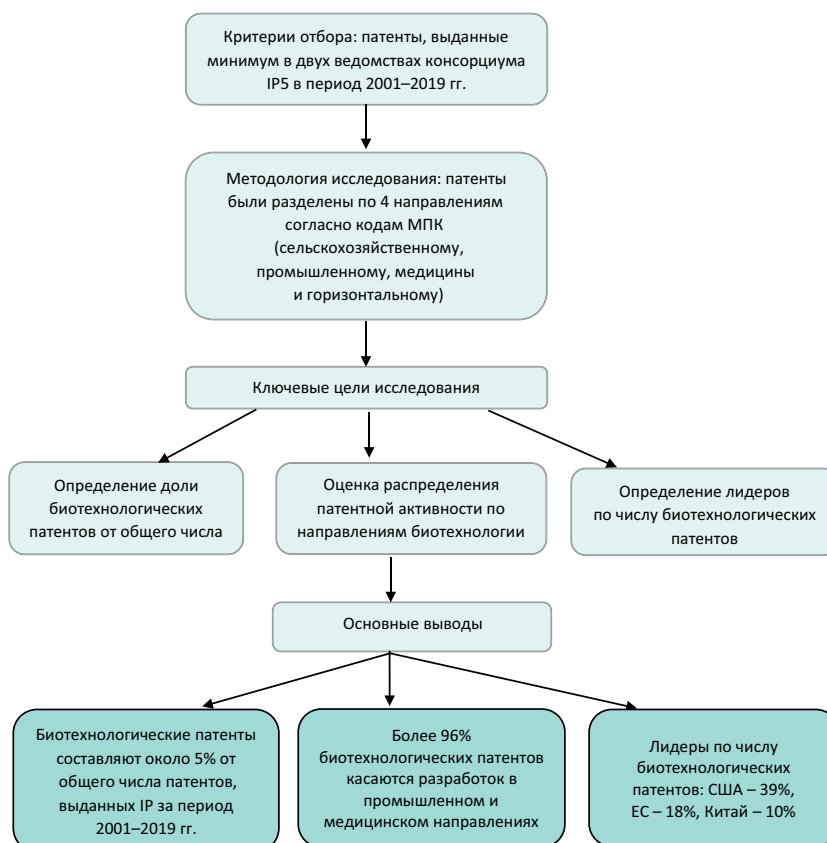 Критерии отбора: патенты, выданные
минимум в двух ведомствах консорциума
IP5 в период 2001–2019 гг.
Методология исследования: патенты
были разделены по 4 направлениям
согласно кодам МПК
(сельскохозяйственному,
промышленному, медицины
и горизонтальному)
Ключевые цели исследования
Определение доли
биотехнологических
патентов от общего числа
Оценка распределения
патентной активности по
направлениям биотехнологии
Определение лидеров
по числу биотехнологических
патентов
Основные выводы
Биотехнологические патенты
составляют около 5% от
общего числа патентов,
выданных IP за период
2001–2019 гг.
Более 96%
биотехнологических патентов
касаются разработок в
промышленном и
медицинском направлениях
Лидеры по числу
биотехнологических
патентов: США – 39%,
ЕС – 18%, Китай – 10%